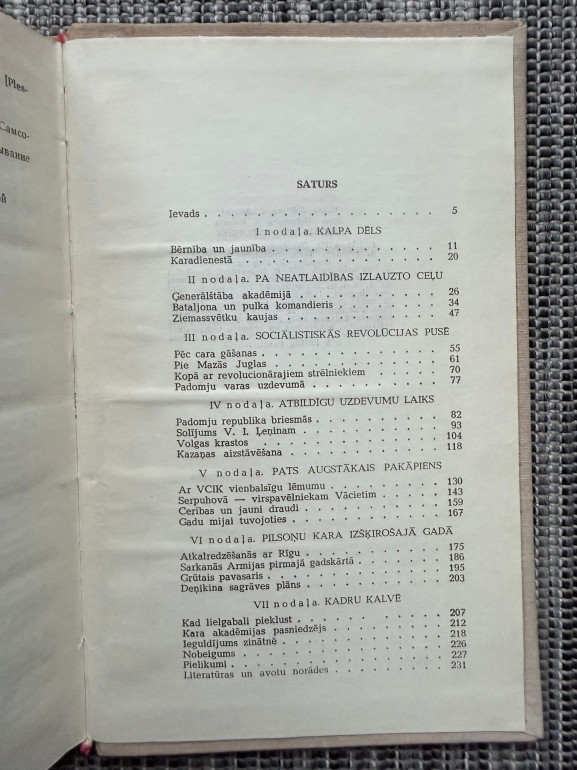 [Ples-
Самсо-
ывание
й
SATURS
Ievads . . . . . . . . . . . . . . . 5
I nodaļa. KALPA DĒLS
Bērnība un jaunība . . . . . . . . . . . . 11
Karadienestā . . . . . . . . . . . . . . 20
II nodaļa. PA NEATLAIDĪBAS IZLAUZTO CEĻU
Ģenerālštāba akadēmijā . . . . . . . . . . . 26
Bataljona un pulka komandieris . . . . . . . . . 34
Ziemassvētku kaujas . . . . . . . . . . . . 47
III nodaļa. SOCIĀLISTISKĀS REVOLŪCIJAS PUSĒ
Pēc cara gāšanas . . . . . . . . . . . . . 55
Pie Mazās Juglas . . . . . . . . . . . . . 61
Kopā ar revolucionārajiem strēlniekiem . . . . . . 70
Padomju varas uzdevumā . . . . . . . . . . 77
IV nodaļa. ATBILDĪGU UZDEVUMU LAIKS
Padomju republika briesmās . . . . . . . . . . 82
Solījums V. I. Ļeņinam . . . . . . . . . . . 93
Volgas krastos . . . . . . . . . . . . . . 104
Kazaņas aizstāvēšana . . . . . . . . . . . . 118
V nodaļa. PATS AUGSTĀKAIS PAKĀPIENS
Ar VCIK vienbalsīgu lēmumu . . . . . . . . . 130
Serpuhovā — virspavēlniekam Vācietim . . . . . . 143
Cerības un jauni draudi . . . . . . . . . . . 159
Gadu mijai tuvojoties . . . . . . . . . . . . 167
VI nodaļa. PILSOŅU KARA IZŠĶIROŠAJĀ GADĀ
Atkalredzēšanās ar Rīgu . . . . . . . . . . . 175
Sarkanās Armijas pirmajā gadskārtā . . . . . . . 186
Grūtais pavasaris . . . . . . . . . . . . . 195
Deņikina sagrāves plāns . . . . . . . . . . . 203
VII nodaļa. KADRU KALVĒ
Kad lielgabali pieklust . . . . . . . . . . . 207
Kara akadēmijas pasniedzējs . . . . . . . . . . 212
Ieguldījums zinātnē . . . . . . . . . . . . 218
Nobeigums . . . . . . . . . . . . . . . 226
Pielikumi . . . . . . . . . . . . . . . 227
Literatūras un avotu norādes . . . . . . . . . 231